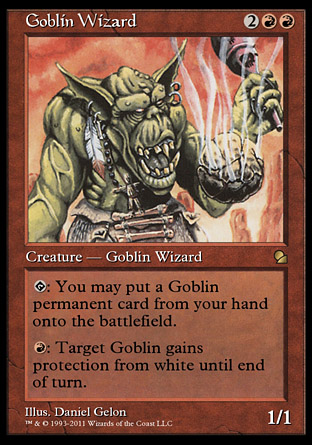 Goblin Wizard 2
Creature — Goblin Wizard
: You may put a Goblin
permanent card from your hand
onto the battlefield.
: Target Goblin gains
protection from white until end
of turn.
Illus. Daniel Gelon
™ & © 1993-2011 Wizards of the Coast LLC
1/1